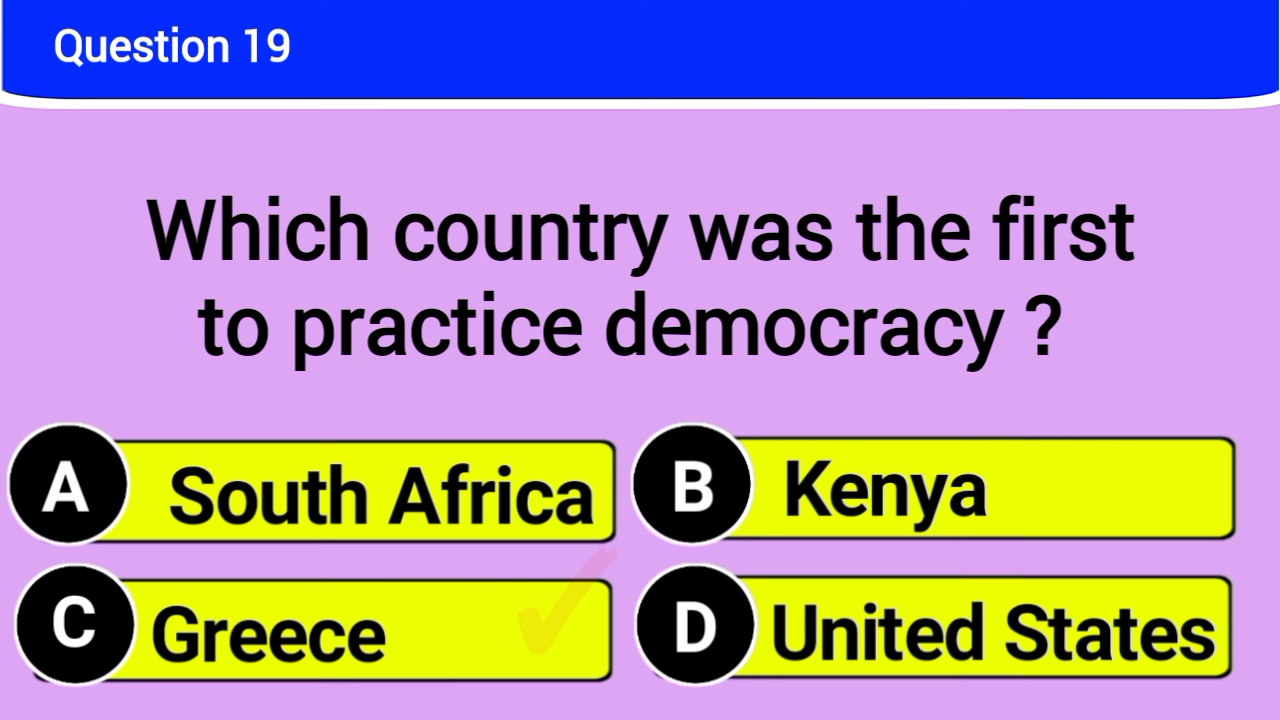 Question 19
Which country was the first
to practice democracy ?
A South Africa
B Kenya
C Greece
D United States